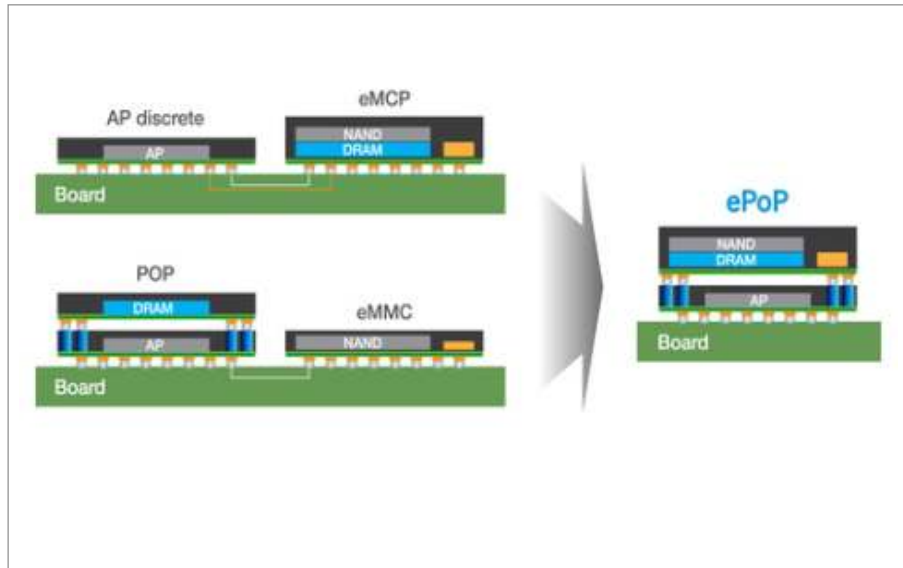 AP discrete
eMCP
AP
NAND
DRAM
Board
POP
eMMC
DRAM
AP
NAND
Board
ePoP
NAND
DRAM
AP
Board